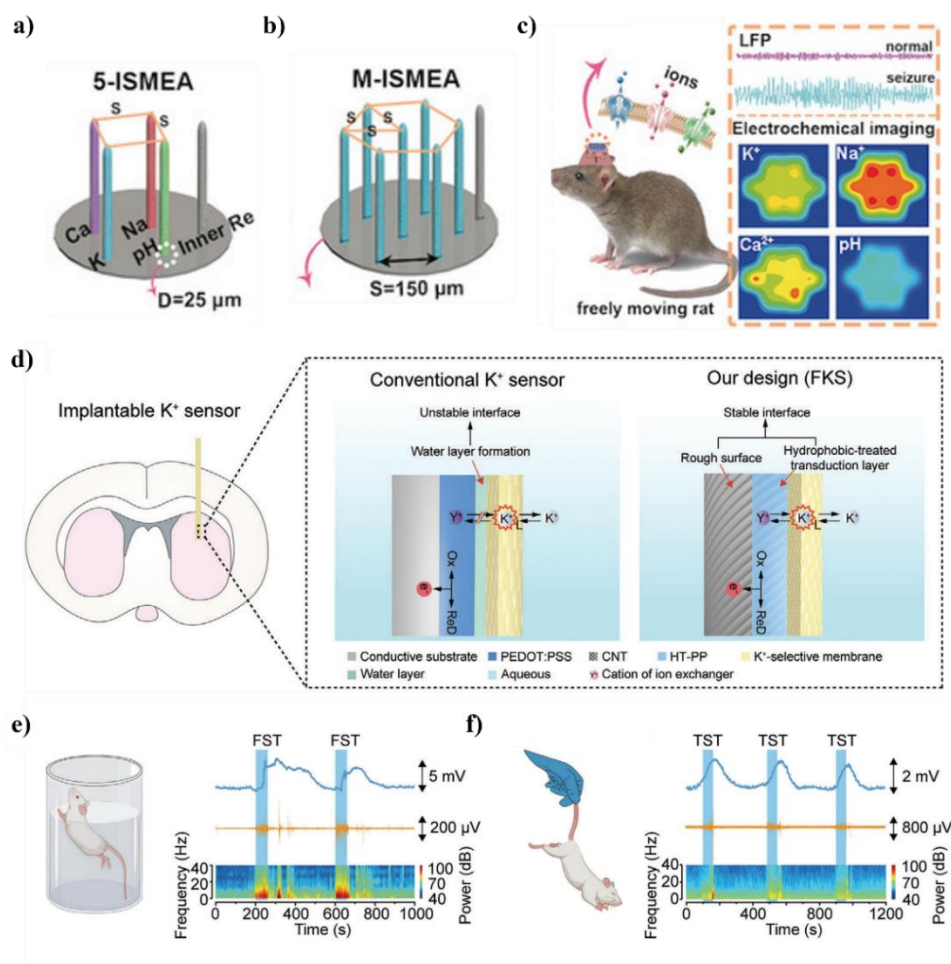 a)
5-ISMEA
S
S
Ca
K
Na
pH
Inner Re
D=25 μm
b)
M-ISMEA
S
S
S
S=150 μm
c)
ions
freely moving rat
LFP
normal
seizure
Electrochemical imaging
K⁺
Na⁺
Ca²⁺
pH
d)
Implantable K⁺ sensor
Conventional K⁺ sensor
Unstable interface
Water layer formation
Y⁺
K⁺
L
K⁺
Ox
e⁻
ReD
Our design (FKS)
Stable interface
Rough surface
Hydrophobic-treated
transduction layer
Y⁺
K⁺
L
K⁺
Ox
e⁻
ReD
Conductive substrate
PEDOT:PSS
CNT
HT-PP
K⁺-selective membrane
Water layer
Aqueous
Y⁺
Cation of ion exchanger
e)
FST
FST
5 mV
200 μV
Frequency (Hz)
40
20
0
100
70
40
Power (dB)
0
200
400
600
800
1000
Time (s)
f)
TST
TST
TST
2 mV
800 μV
Frequency (Hz)
40
20
0
100
70
40
Power (dB)
0
400
800
1200
Time (s)